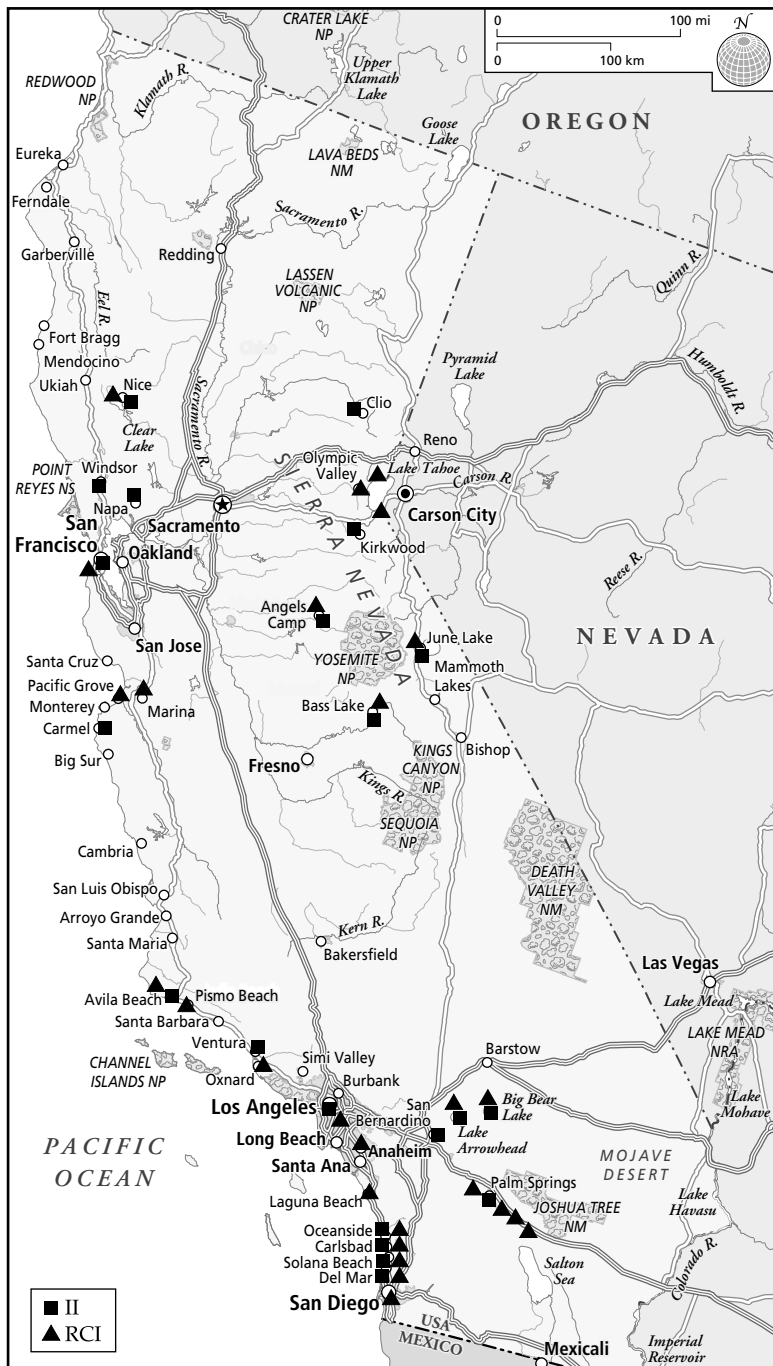 CRATER LAKE
NP
0 100 mi
0 100 km
N
Upper
Klamath
Lake
REDWOOD
NP
Klamath R.
Goose
Lake
OREGON
Eureka
LAVA BEDS
NM
Ferndale
Sacramento R.
Garberville
Redding
Quinn R.
LASSEN
VOLCANIC
NP
Eel R.
Fort Bragg
Mendocino
Ukiah
Pyramid
Lake
Humboldt R.
Nice
Sacramento R.
Clio
Clear
Lake
Reno
Olympic
Valley
Lake Tahoe
POINT
REYES NS
Windsor
Carson R.
Napa
SIERRA NEVADA
San
Francisco
Sacramento
Carson City
Oakland
Kirkwood
Reese R.
Angels
Camp
San Jose
June Lake
NEVADA
Santa Cruz
YOSEMITE
NP
Mammoth
Lakes
Pacific Grove
Monterey
Marina
Bass Lake
Carmel
Big Sur
Bishop
Fresno
KINGS
CANYON
NP
Kings R.
SEQUOIA
NP
Cambria
DEATH
VALLEY
NM
San Luis Obispo
Arroyo Grande
Kern R.
Santa Maria
Bakersfield
Las Vegas
Avila Beach
Pismo Beach
Lake Mead
Santa Barbara
LAKE MEAD
NRA
Ventura
Barstow
CHANNEL
ISLANDS NP
Simi Valley
Oxnard
Burbank
Lake
Mohave
Los Angeles
San
Bernardino
Big Bear
Lake
Long Beach
Lake
Arrowhead
Anaheim
PACIFIC
OCEAN
Santa Ana
MOJAVE
DESERT
Palm Springs
Laguna Beach
JOSHUA TREE
NM
Lake
Havasu
Oceanside
Carlsbad
Solana Beach
Del Mar
Salton
Sea
Colorado R.
San Diego
II
RCI
USA
MEXICO
Mexicali
Imperial
Reservoir